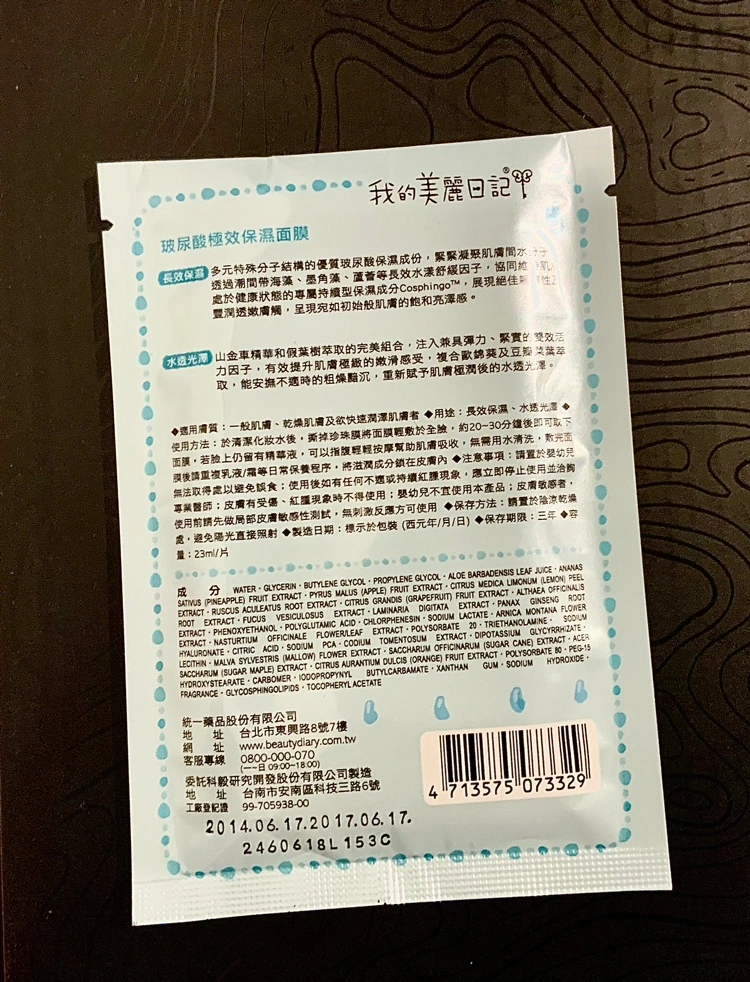 我的美麗日記
玻尿酸極效保濕面膜
長效保濕
多元特殊分子結構的優質玻尿酸保濕成份，緊緊凝聚肌膚間水分子
透過潮間帶海藻、墨角藻、蘆薈等長效水漾舒緩因子，協同維
處於健康狀態的專屬持續型保濕成分Cosphingo™，展現絕佳
豐潤透嫩膚觸，呈現宛如初始般肌膚的飽和亮澤感。
水透光澤
山金車精華和假葉樹萃取的完美組合，注入兼具彈力、緊實的雙效活
力因子，有效提升肌膚極緻的嫩滑感受，複合歐錦葵及豆瓣菜葉萃
取，能安撫不適時的粗燥黯沉，重新賦予肌膚極潤後的水透光澤。
◆適用膚質：一般肌膚、乾燥肌膚及欲快速潤澤肌膚者 ◆用途：長效保濕、水透光澤 ◆
使用方法：於清潔化妝水後，撕掉珍珠膜將面膜輕敷於全臉，約20~30分鐘後即可取下
面膜，若臉上仍留有精華液，可以指腹輕輕按摩幫助肌膚吸收，無需用水清洗，敷完面
膜後請重複乳液/霜等日常保養程序，將滋潤成分鎖在皮膚內 ◆注意事項：請置於嬰幼兒
無法取得處以避免誤食；使用後如有任何不適或持續紅腫現象，應立即停止使用並洽詢
專業醫師；皮膚有受傷、紅腫現象時不得使用；嬰幼兒不宜使用本產品；皮膚敏感者，
使用前請先做局部皮膚敏感性測試，無刺激反應方可使用 ◆保存方法：請置於陰涼乾燥
處，避免陽光直接照射 ◆製造日期：標示於包裝 (西元年/月/日) ◆保存期限：三年 ◆容
量：23ml/片
成 分 WATER · GLYCERIN · BUTYLENE GLYCOL · PROPYLENE GLYCOL · ALOE BARBADENSIS LEAF JUICE · ANANAS
SATIVUS (PINEAPPLE) FRUIT EXTRACT · PYRUS MALUS (APPLE) FRUIT EXTRACT · CITRUS MEDICA LIMONUM (LEMON) PEEL
EXTRACT · RUSCUS ACULEATUS ROOT EXTRACT · CITRUS GRANDIS (GRAPEFRUIT) FRUIT EXTRACT · ALTHAEA OFFICINALIS
ROOT EXTRACT · FUCUS VESICULOSUS EXTRACT · LAMINARIA DIGITATA EXTRACT · PANAX GINSENG ROOT
EXTRACT · PHENOXYETHANOL · POLYGLUTAMIC ACID · CHLORPHENESIN · SODIUM LACTATE · ARNICA MONTANA FLOWER
EXTRACT · NASTURTIUM OFFICINALE FLOWER/LEAF EXTRACT · POLYSORBATE 20 · TRIETHANOLAMINE · SODIUM
HYALURONATE · CITRIC ACID · SODIUM PCA · CODIUM TOMENTOSUM EXTRACT · DIPOTASSIUM GLYCYRRHIZATE ·
LECITHIN · MALVA SYLVESTRIS (MALLOW) FLOWER EXTRACT · SACCHARUM OFFICINARUM (SUGAR CANE) EXTRACT · ACER
SACCHARUM (SUGAR MAPLE) EXTRACT · CITRUS AURANTIUM DULCIS (ORANGE) FRUIT EXTRACT · POLYSORBATE 80 · PEG-15
HYDROXYSTEARATE · CARBOMER · IODOPROPYNYL BUTYLCARBAMATE · XANTHAN GUM · SODIUM HYDROXIDE ·
FRAGRANCE · GLYCOSPHINGOLIPIDS · TOCOPHERYL ACETATE
統一藥品股份有限公司
地 址 台北市東興路8號7樓
網 址 www.beautydiary.com.tw
客服專線 0800-000-070
(一~日 09:00~18:00)
委託科毅研究開發股份有限公司製造
地 址 台南市安南區科技三路6號
工廠登記證 99-705938-00
4 713575 073329
2014.06.17.2017.06.17.
2460618L153C